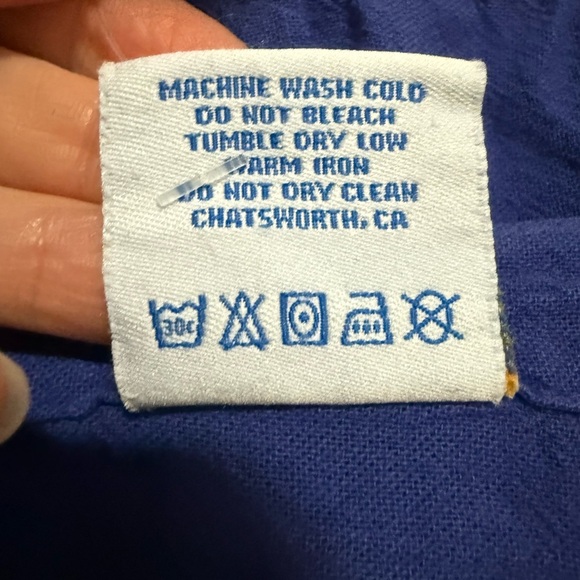 MACHINE WASH COLD
DO NOT BLEACH
TUMBLE DRY LOW
WARM IRON
DO NOT DRY CLEAN
CHATSWORTH, CA
30c